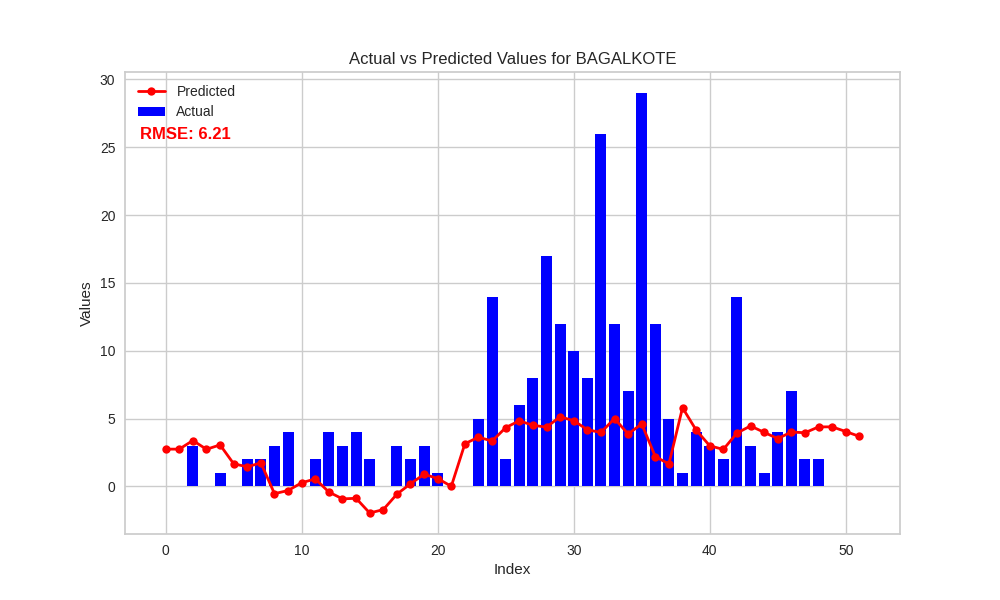 Actual vs Predicted Values for BAGALKOTE
Predicted
Actual
RMSE: 6.21
30
25
20
15
10
5
0
Values
0 10 20 30 40 50
Index